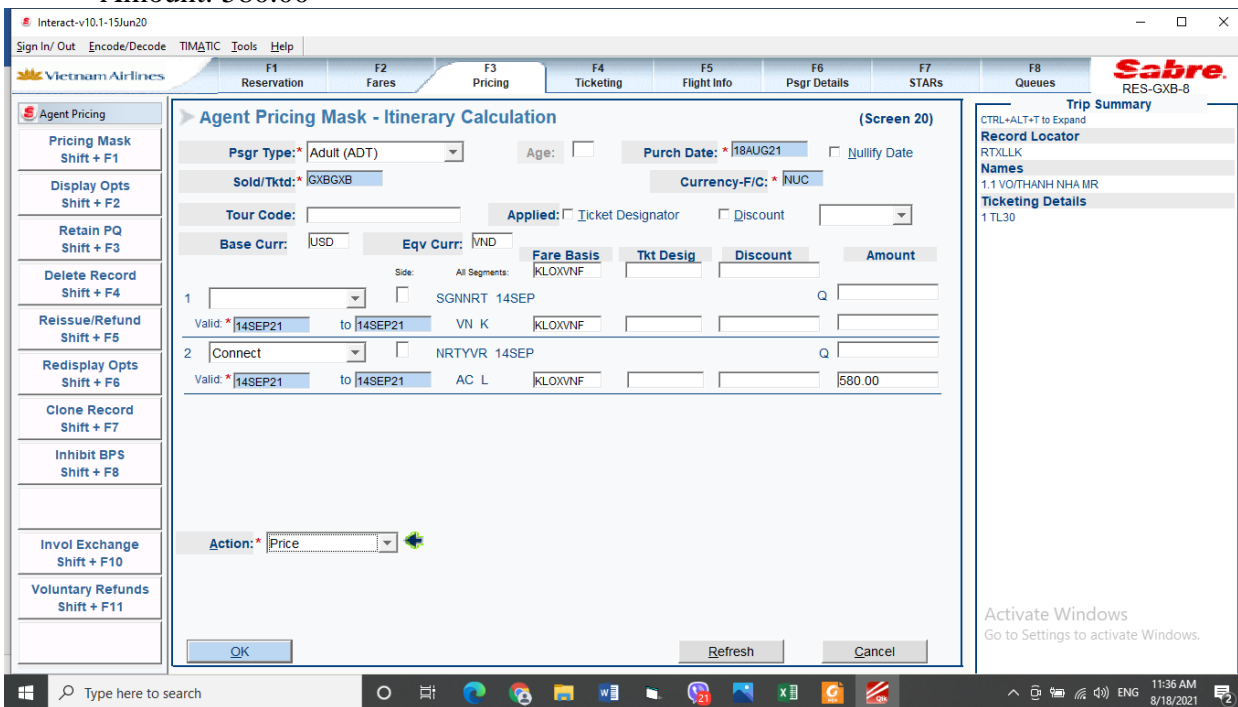 Amount: 580.00
Interact-v10.1-15Jun20
Sign In/ Out Encode/Decode TIMATIC Tools Help
Vietnam Airlines
F1 F2 F3 F4 F5 F6 F7 F8
Reservation Fares Pricing Ticketing Flight Info Psgr Details STARs Queues
Sabre.
RES-GXB-8
Agent Pricing
Pricing Mask
Shift + F1
Display Opts
Shift + F2
Retain PQ
Shift + F3
Delete Record
Shift + F4
Reissue/Refund
Shift + F5
Redisplay Opts
Shift + F6
Clone Record
Shift + F7
Inhibit BPS
Shift + F8
Invol Exchange
Shift + F10
Voluntary Refunds
Shift + F11
Agent Pricing Mask - Itinerary Calculation (Screen 20)
Psgr Type:* Adult (ADT) Age: Purch Date: * 18AUG21 Nullify Date
Sold/Tktd:* GXBGXB Currency-F/C: * NUC
Tour Code: Applied: Ticket Designator Discount
Base Curr: USD Eqv Curr: VND
Fare Basis Tkt Desig Discount Amount
Side: All Segments: KLOXVNF
1 SGNNRT 14SEP Q
Valid: * 14SEP21 to 14SEP21 VN K KLOXVNF
2 Connect NRTYVR 14SEP Q
Valid: * 14SEP21 to 14SEP21 AC L KLOXVNF 580.00
Action:* Price
OK Refresh Cancel
Trip Summary
CTRL+ALT+T to Expand
Record Locator
RTXLLK
Names
1.1 VO/THANH NHA MR
Ticketing Details
1 TL30
Activate Windows
Go to Settings to activate Windows.
Type here to search
ENG
11:36 AM
8/18/2021